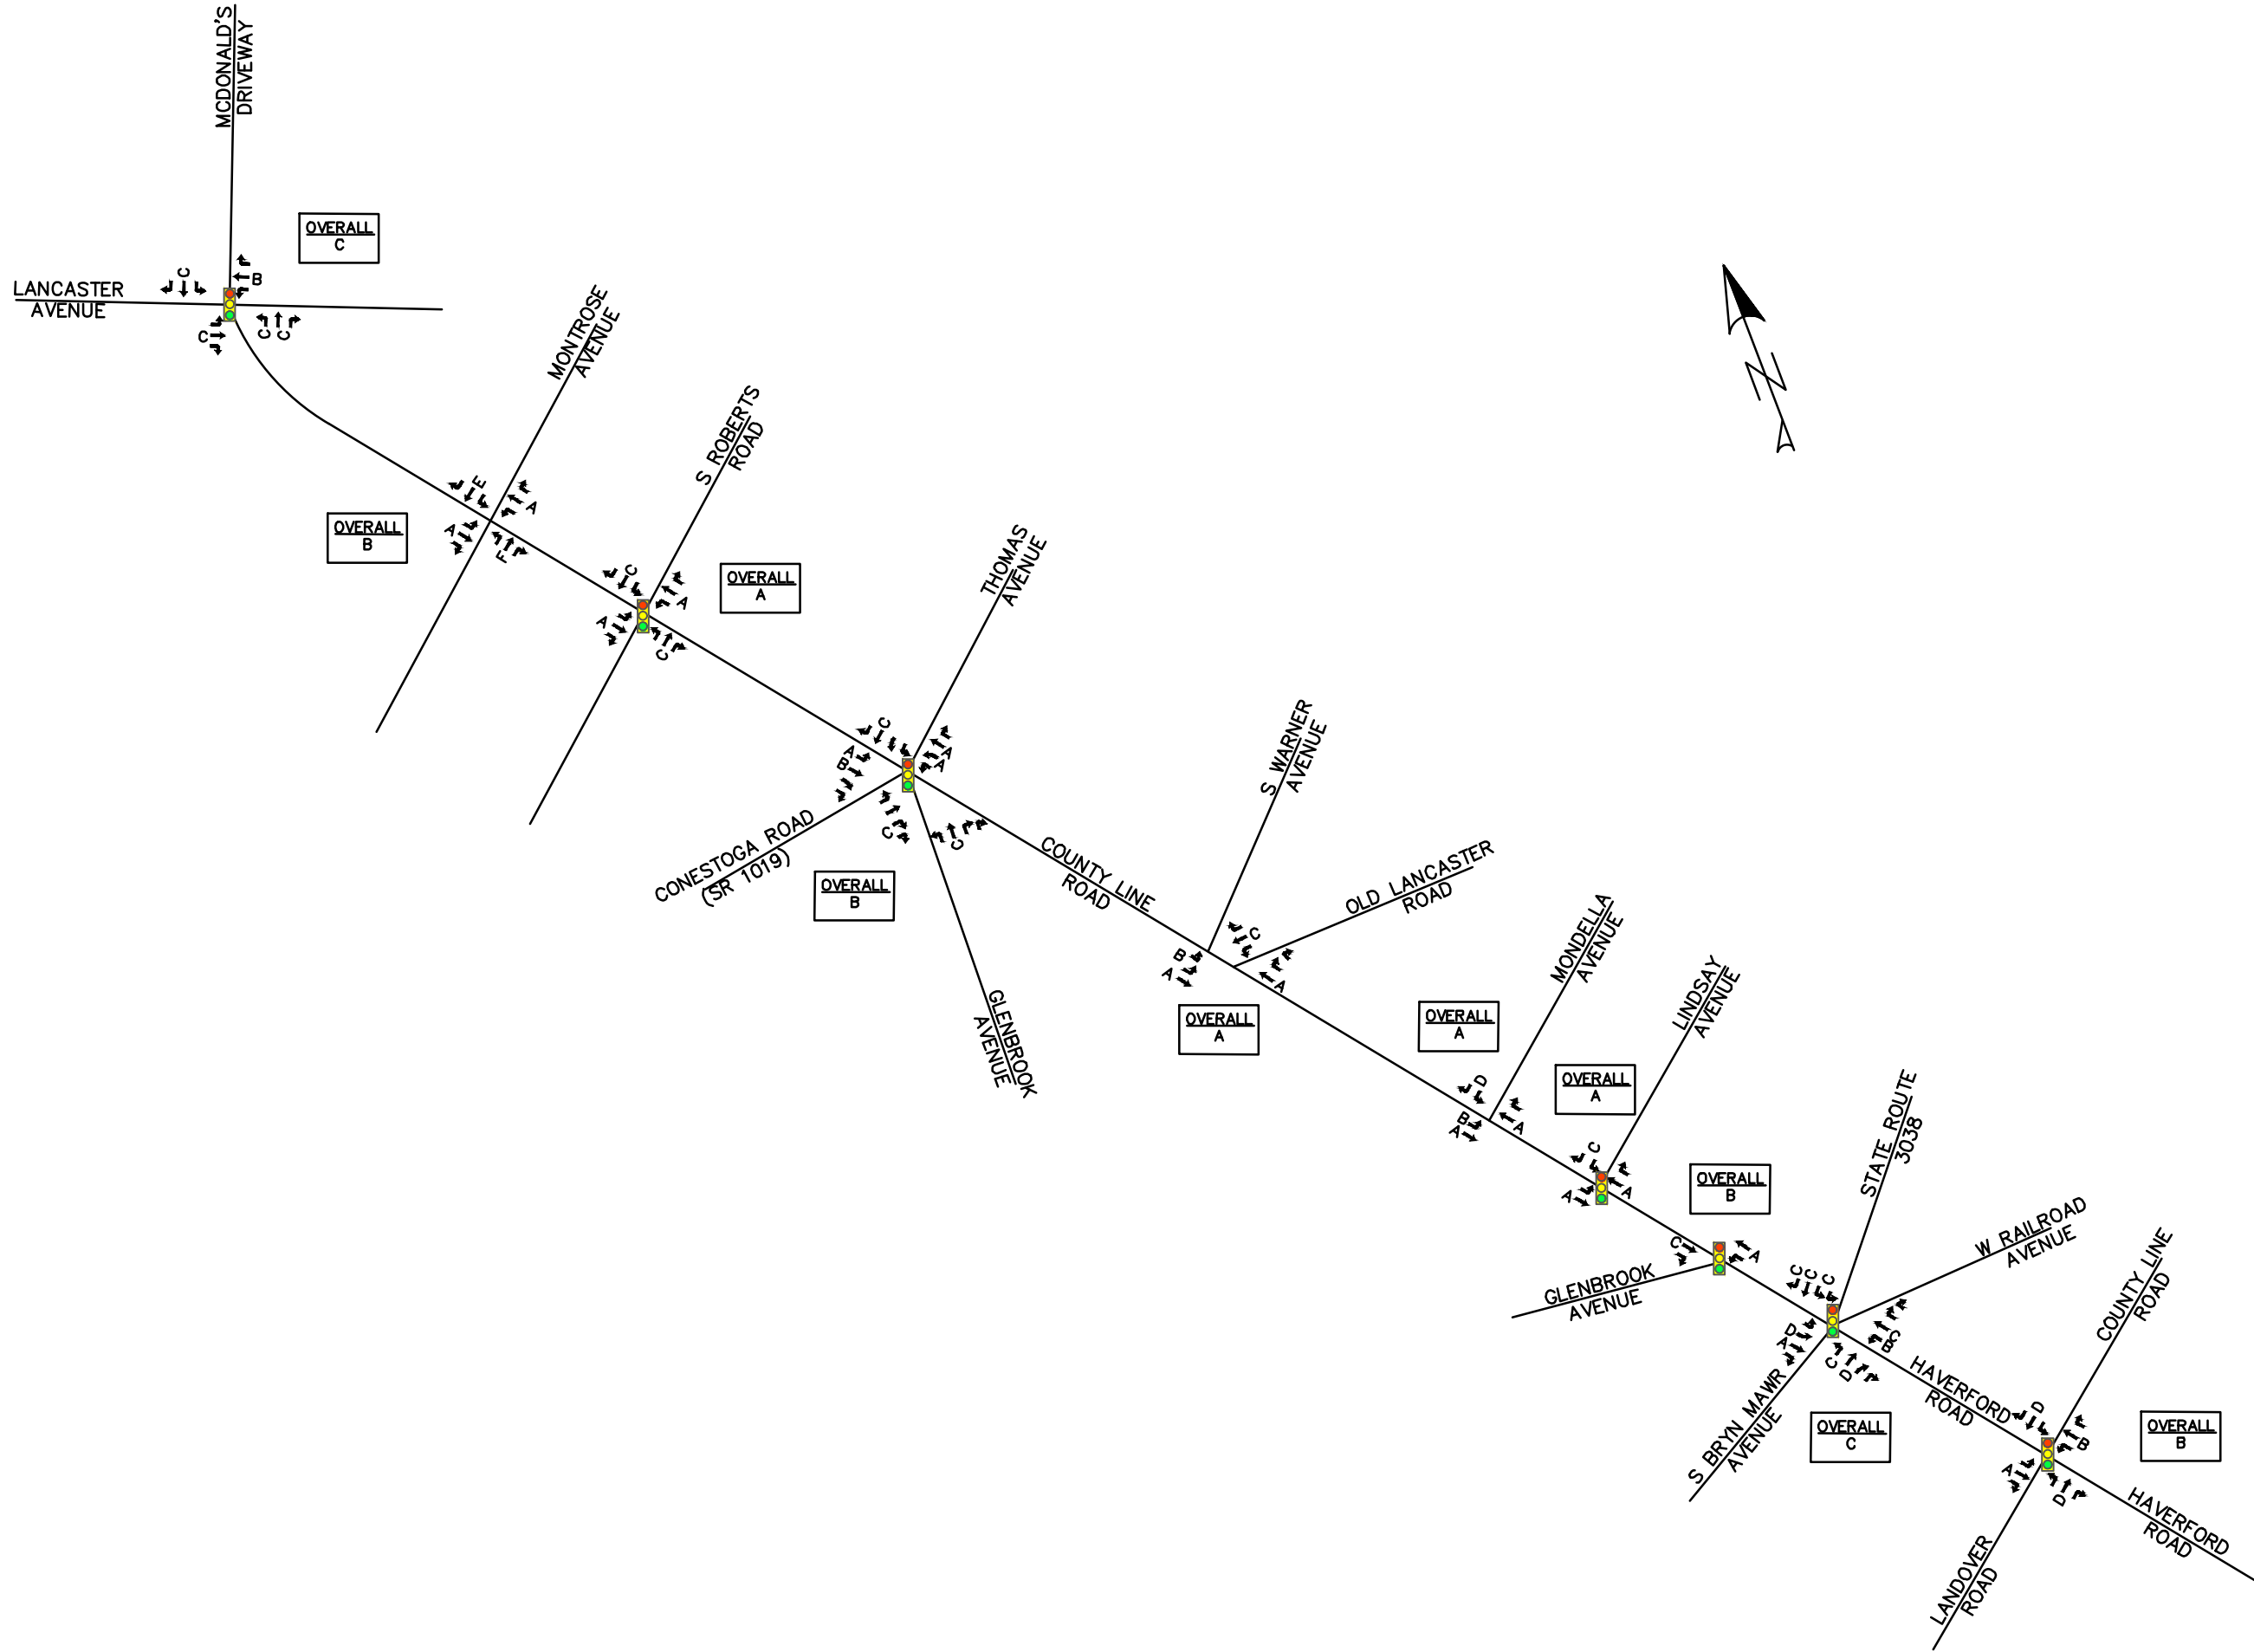 MCDONALD'S
DRIVEWAY
OVERALL
C
LANCASTER
AVENUE
C
B
C
C
C
MONTROSE
AVENUE
OVERALL
B
E
A
A
F
S ROBERTS
ROAD
OVERALL
A
C
A
A
C
THOMAS
AVENUE
C
A
A
A
B
C
C
CONESTOGA ROAD
(SR 1019)
OVERALL
B
GLENBROOK
AVENUE
COUNTY LINE
ROAD
S WARNER
AVENUE
OLD LANCASTER
ROAD
C
B
A
A
OVERALL
A
MONDELLA
AVENUE
OVERALL
A
D
B
A
A
LINDSAY
AVENUE
OVERALL
A
C
A
A
OVERALL
B
C
A
GLENBROOK
AVENUE
STATE ROUTE
3038
W RAILROAD
AVENUE
C
C
C
D
A
C
B
C
D
S BRYN MAWR
AVENUE
OVERALL
C
HAVERFORD
ROAD
COUNTY LINE
ROAD
OVERALL
B
D
B
A
D
LANDOVER
ROAD
HAVERFORD
ROAD